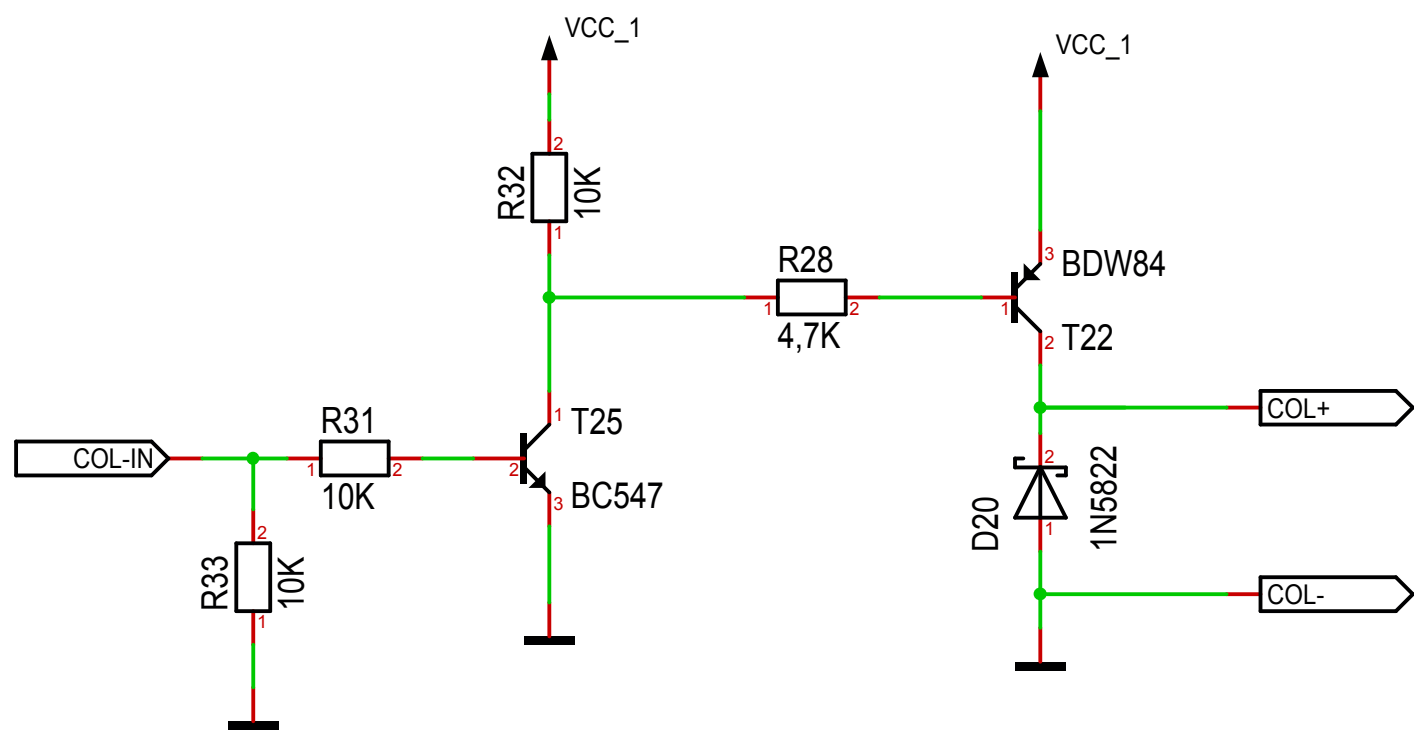 VCC_1
VCC_1
2
R32
10K
1
R28
1
2
4,7K
3
BDW84
1
2
T22
COL+
R31
1
2
10K
1
T25
2
3
BC547
COL-IN
2
R33
10K
1
2
D20
1N5822
1
COL-